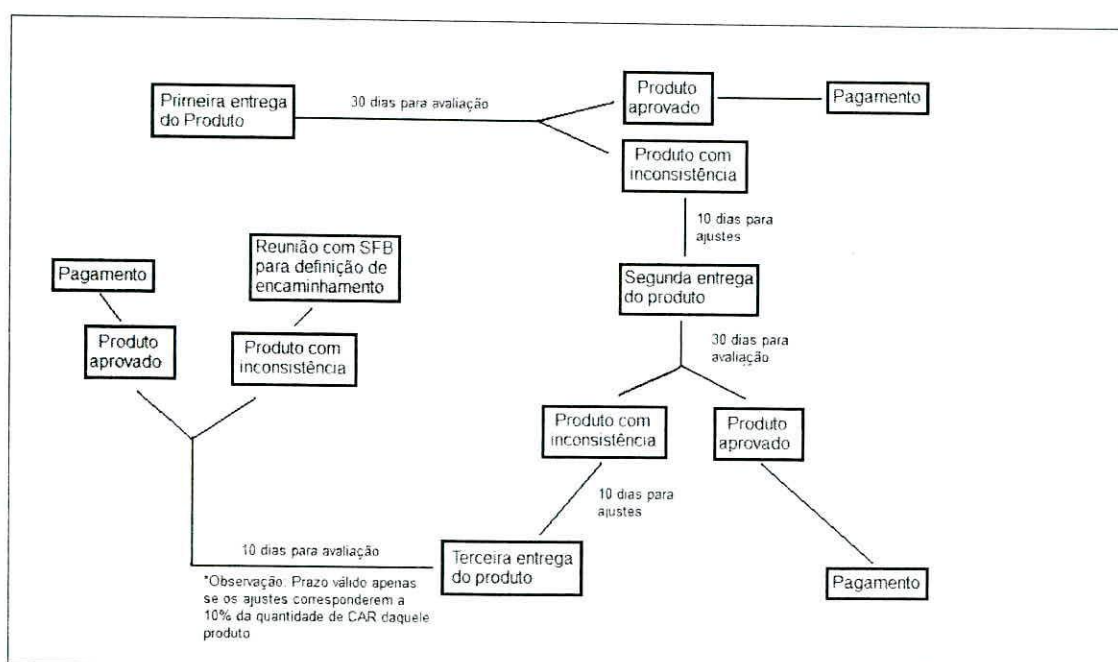 Primeira entrega
do Produto
30 dias para avaliação
Produto
aprovado
Pagamento
Produto com
inconsistência
10 dias para
ajustes
Segunda entrega
do produto
30 dias para
avaliação
Produto com
inconsistência
Produto
aprovado
10 dias para
ajustes
Pagamento
Terceira entrega
do produto
10 dias para avaliação
*Observação: Prazo válido apenas
se os ajustes corresponderem a
10% da quantidade de CAR daquele
produto
Produto
aprovado
Pagamento
Produto com
inconsistência
Reunião com SFB
para definição de
encaminhamento